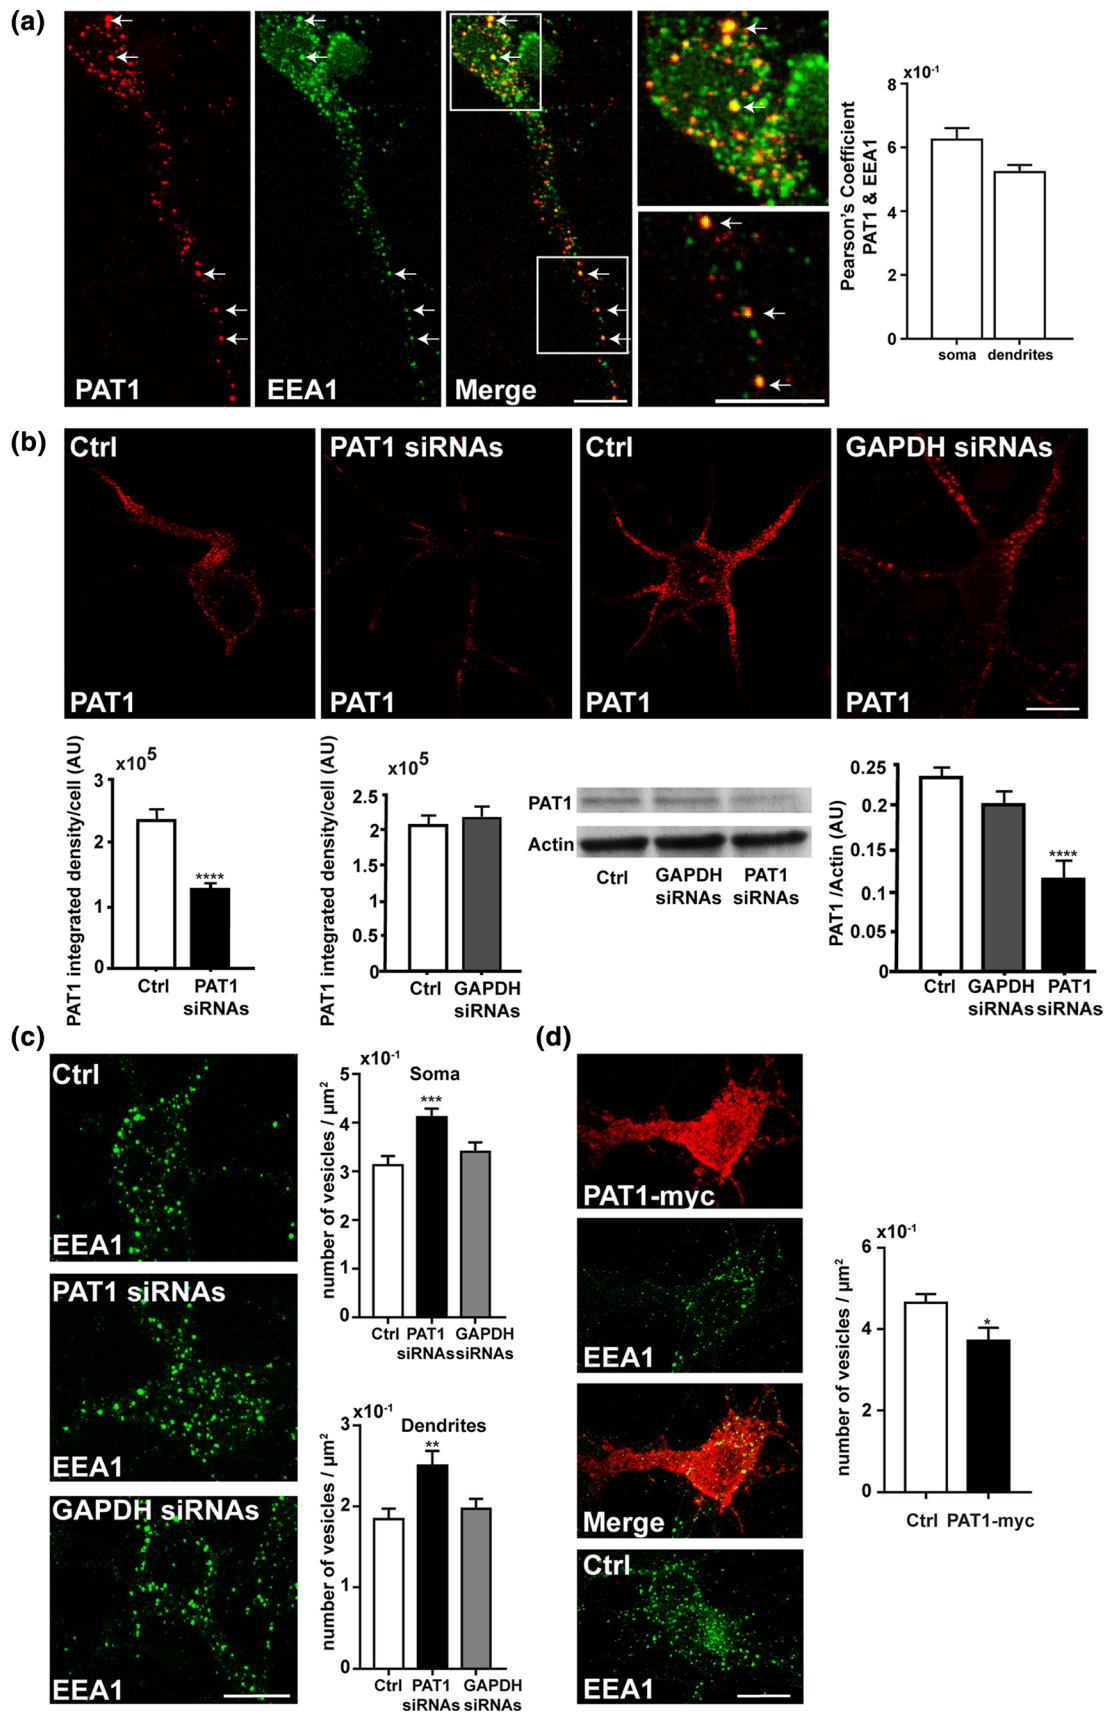 (a)
PAT1
EEA1
Merge
x10-1
Pearson's Coefficient
PAT1 & EEA1
8
6
4
2
0
soma dendrites
(b)
Ctrl
PAT1 siRNAs
Ctrl
GAPDH siRNAs
PAT1
PAT1
PAT1
PAT1
PAT1 integrated density/cell (AU)
x105
3
2
1
0
****
Ctrl
PAT1
siRNAs
PAT1 integrated density/cell (AU)
x105
2.5
2
1.5
1
0.5
0
Ctrl
GAPDH
siRNAs
PAT1
Actin
Ctrl
GAPDH
siRNAs
PAT1
siRNAs
PAT1 /Actin (AU)
0.25
0.2
0.15
0.1
0.05
0
****
Ctrl
GAPDH
siRNAs
PAT1
siRNAs
(c)
Ctrl
EEA1
PAT1 siRNAs
EEA1
GAPDH siRNAs
EEA1
x10-1
Soma
number of vesicles / µm2
5
4
3
2
1
0
***
Ctrl
PAT1
siRNAs
GAPDH
siRNAs
x10-1
Dendrites
number of vesicles / µm2
3
2
1
0
**
Ctrl
PAT1
siRNAs
GAPDH
siRNAs
(d)
PAT1-myc
EEA1
Merge
Ctrl
EEA1
x10-1
number of vesicles / µm2
6
4
2
0
*
Ctrl PAT1-myc